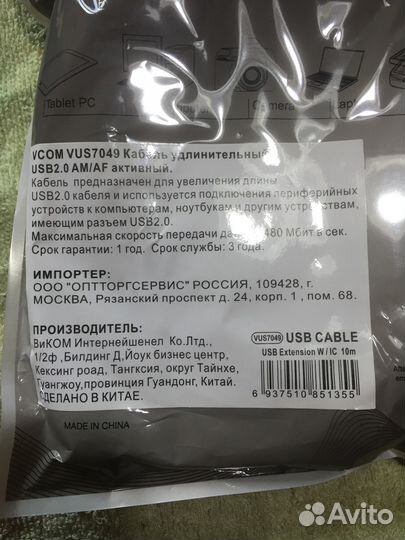 Tablet PC
Camera
VCOM VUS7049 Кабель удлинительный
USB2.0 AM/AF активный.
Кабель предназначен для увеличения длины
USB2.0 кабеля и используется подключения периферийных
устройств к компьютерам, ноутбукам и другим устройствам,
имеющим разъем USB2.0.
Максимальная скорость передачи 480 Мбит в сек.
Срок гарантии: 1 год. Срок службы: 3 года.
ИМПОРТЕР:
ООО "ОПТТОРГСЕРВИС" РОССИЯ, 109428, г.
МОСКВА, Рязанский проспект д. 24, корп. 1 , пом. 68.
ПРОИЗВОДИТЕЛЬ:
ВиКОМ Интернейшенел Ко.Лтд.,
1/2ф ,Билдинг Д,Йоук бизнес центр,
Кексинг роад, Тангксия, округ Тайнхе,
Гуангжоу,провинция Гуандонг, Китай.
СДЕЛАНО В КИТАЕ.
VUS7049 USB CABLE
USB Extension W / IC 10m
6 937510 851355
MADE IN CHINA
Avito